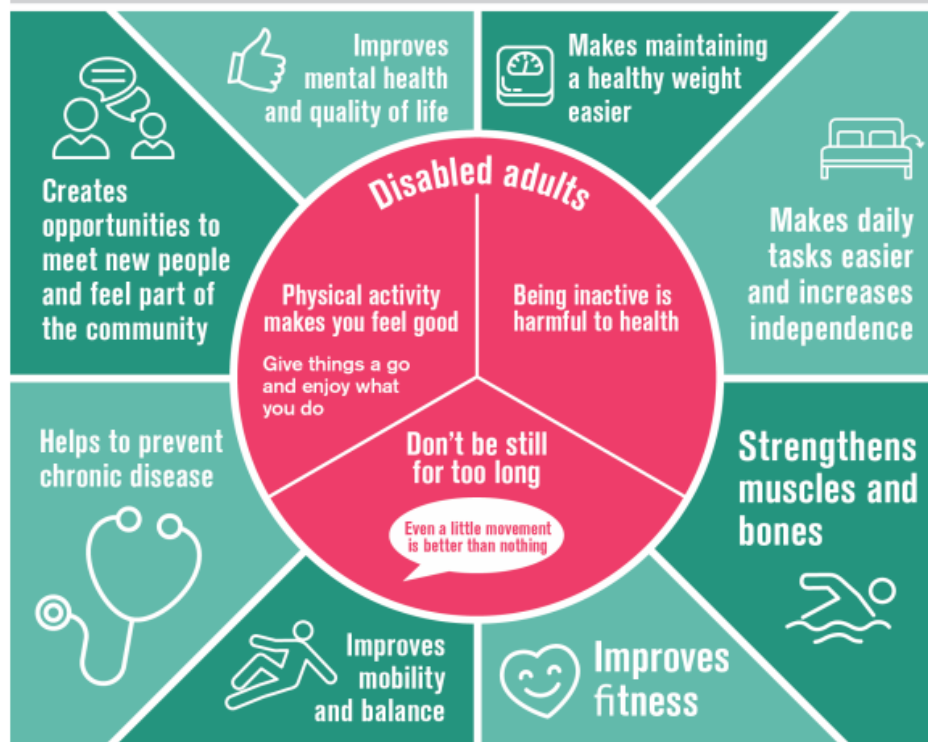 Improves
mental health
and quality of life
Makes maintaining
a healthy weight
easier
Creates
opportunities to
meet new people
and feel part of
the community
Makes daily
tasks easier
and increases
independence
Disabled adults
Physical activity
makes you feel good
Give things a go
and enjoy what
you do
Being inactive is
harmful to health
Don't be still
for too long
Even a little movement
is better than nothing
Helps to prevent
chronic disease
Strengthens
muscles and
bones
Improves
mobility
and balance
Improves
fitness